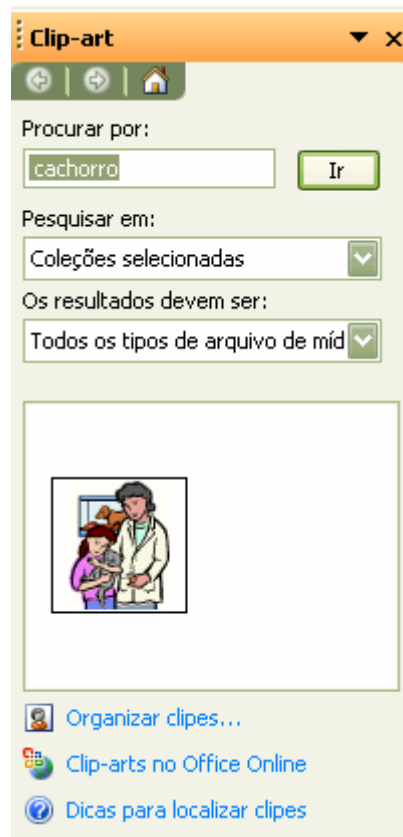 Clip-art
Procurar por:
cachorro
Ir
Pesquisar em:
Coleções selecionadas
Os resultados devem ser:
Todos os tipos de arquivo de míd
Organizar clipes...
Clip-arts no Office Online
Dicas para localizar clipes